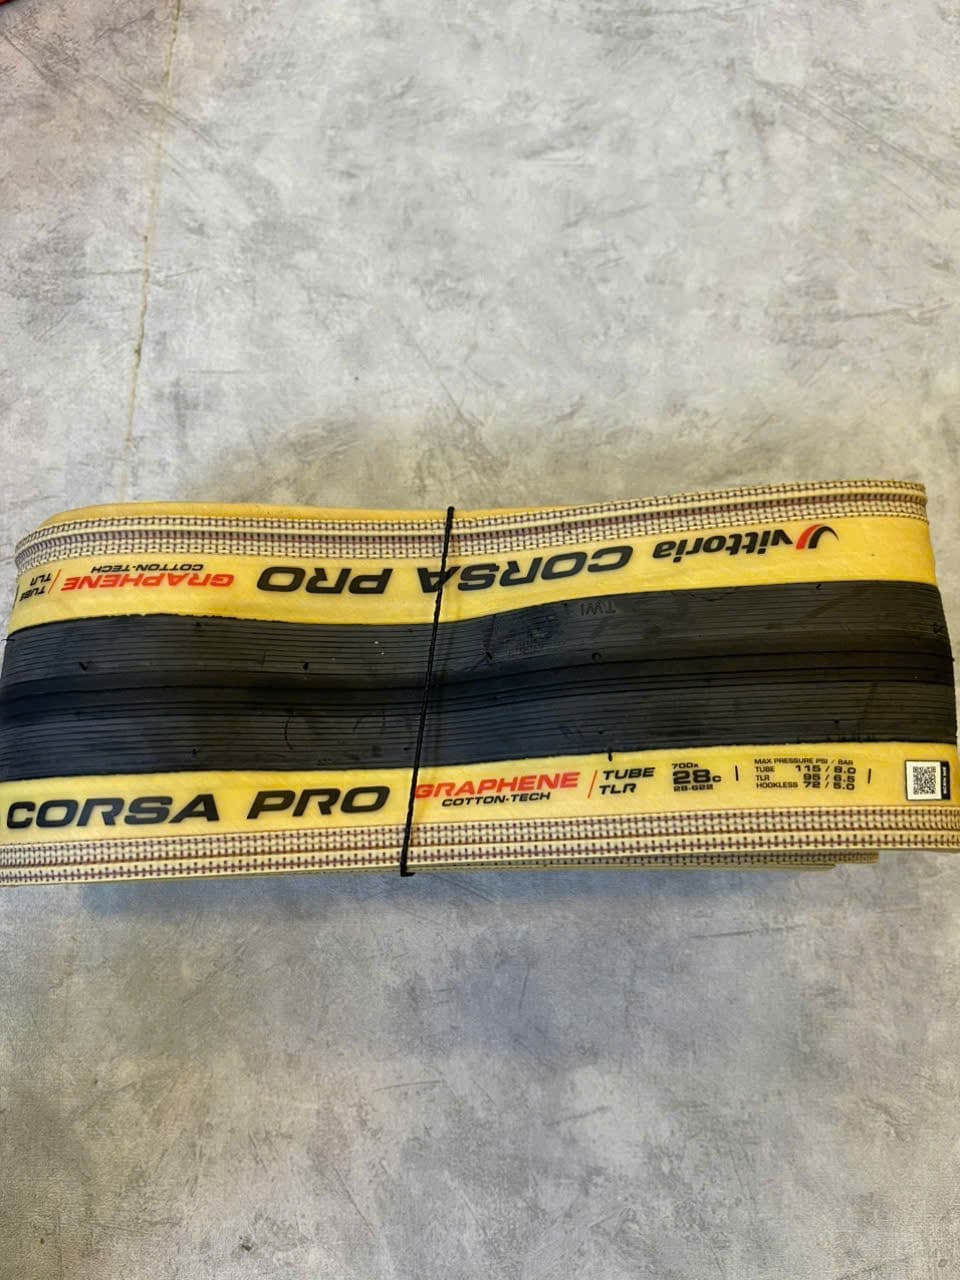 vittoria CORSA PRO
GRAPHENE
COTTON-TECH
TUBE
TLR
TWI
CORSA PRO
GRAPHENE
COTTON-TECH
TUBE
TLR
700x
28c
28-622
MAX PRESSURE PSI / BAR
TUBE 115 / 8.0
TLR 95 / 6.5
HOOKLESS 72 / 5.0